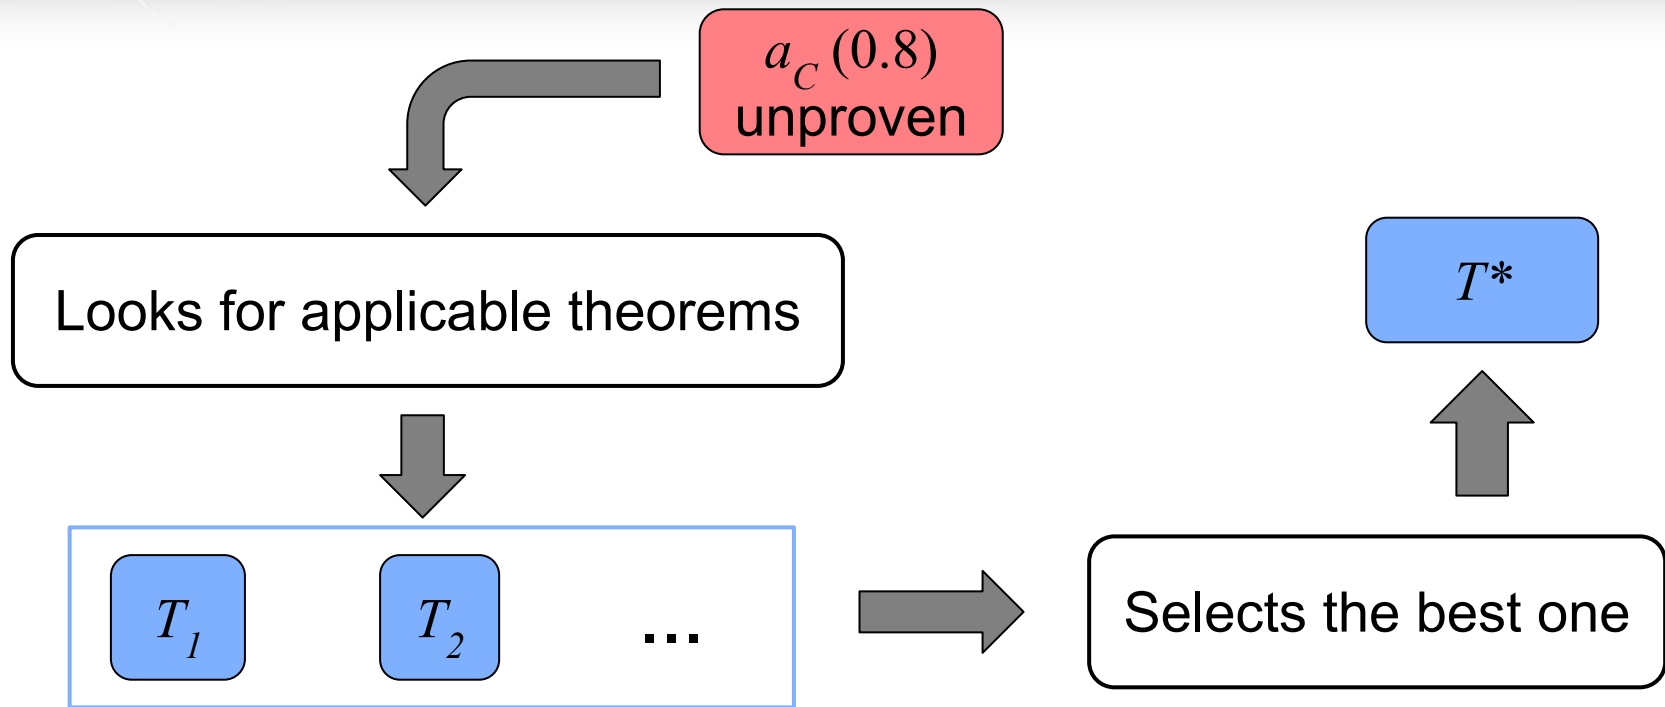 a_C (0.8)
unproven
Looks for applicable theorems
T*
T_1
T_2
...
Selects the best one